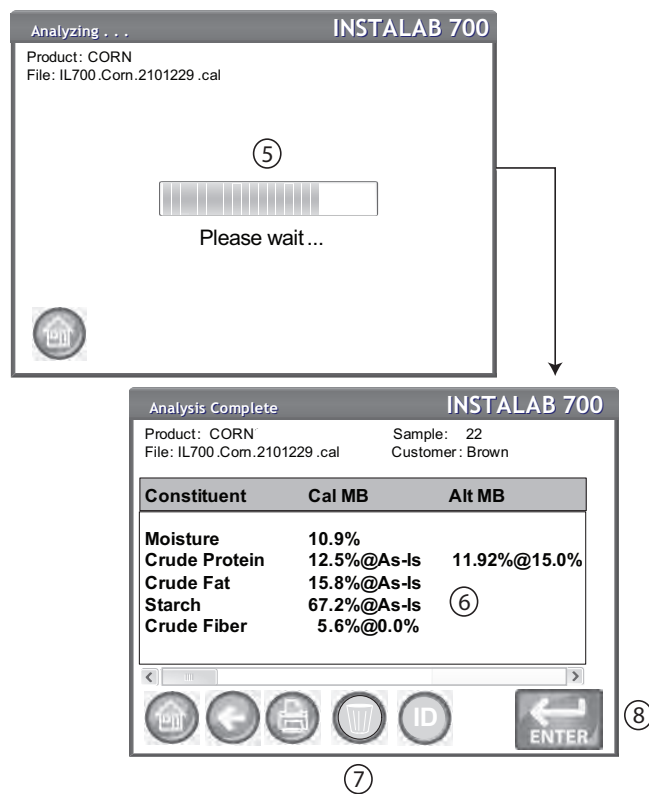 Analyzing . . . INSTALAB 700
Product: CORN
File: IL700.Corn.2101229 .cal
⑤
Please wait...
Analysis Complete INSTALAB 700
Product: CORN Sample: 22
File: IL700.Corn.2101229 .cal Customer: Brown
Constituent Cal MB Alt MB
Moisture 10.9%
Crude Protein 12.5%@As-Is 11.92%@15.0%
Crude Fat 15.8%@As-Is
Starch 67.2%@As-Is ⑥
Crude Fiber 5.6%@0.0%
ID ENTER ⑧
⑦